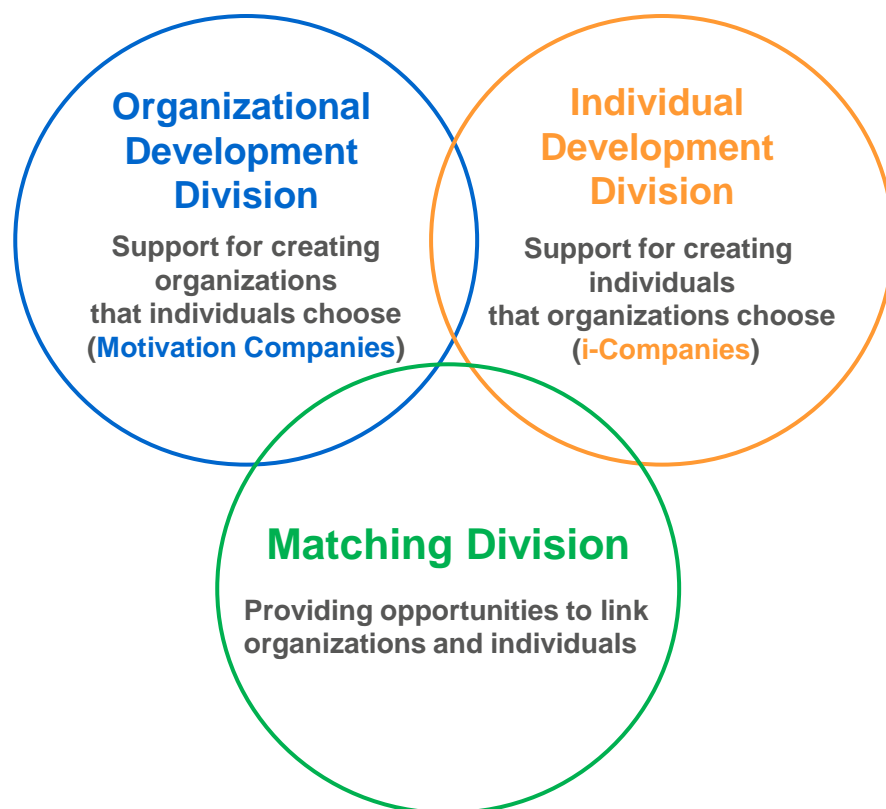 Organizational
Development
Division
Support for creating
organizations
that individuals choose
(Motivation Companies)
Individual
Development
Division
Support for creating
individuals
that organizations choose
(i-Companies)
Matching Division
Providing opportunities to link
organizations and individuals